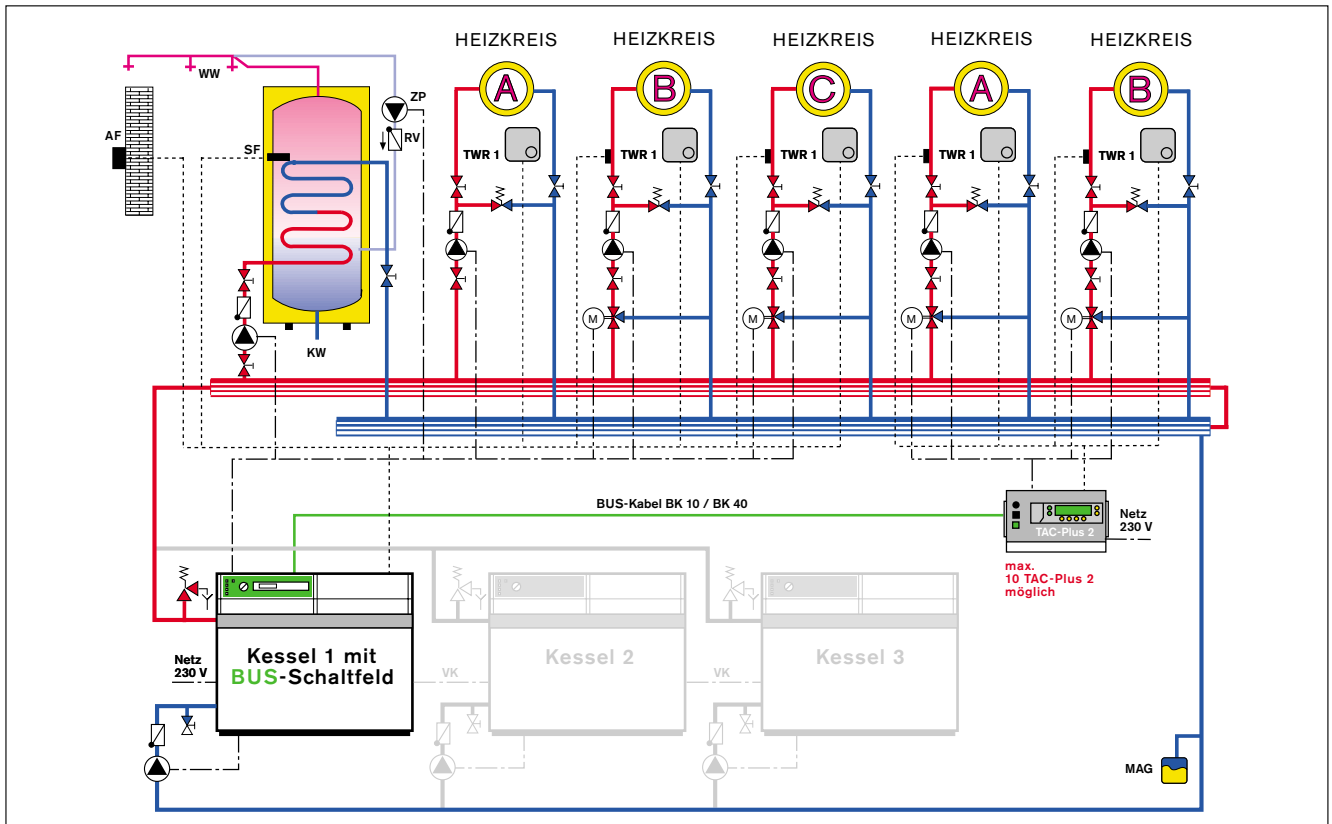 HEIZKREIS HEIZKREIS HEIZKREIS HEIZKREIS HEIZKREIS
A B C A B
WW
ZP
AF
RV
SF
TWR 1 TWR 1 TWR 1 TWR 1 TWR 1
M M M M
KW
BUS-Kabel BK 10 / BK 40
Netz
230 V
TAC-Plus 2
max.
10 TAC-Plus 2
möglich
Kessel 1 mit
BUS-Schaltfeld
Kessel 2
Kessel 3
Netz
230 V
VK
VK
MAG